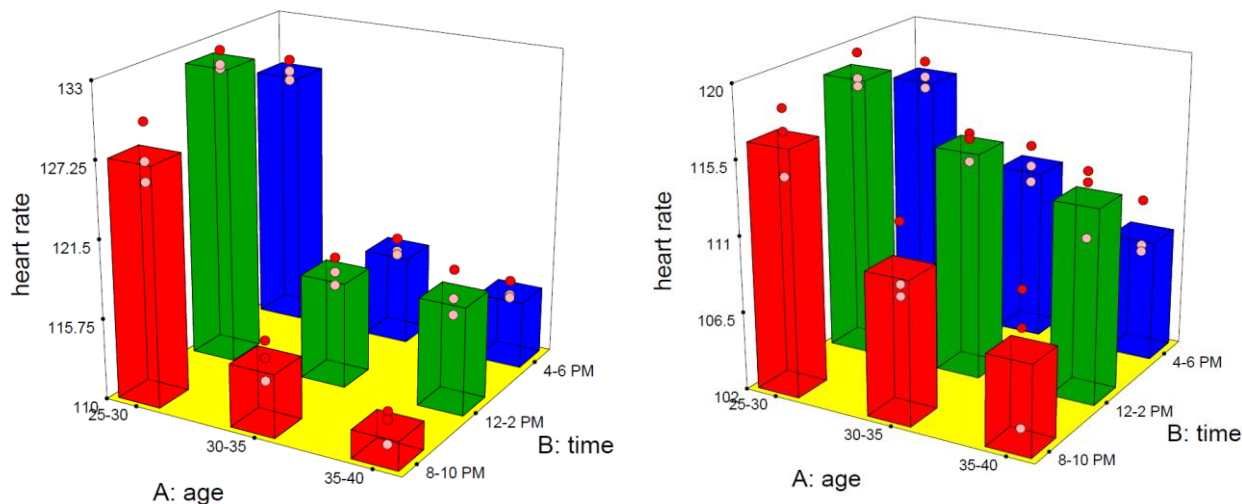 133
127.25
121.5
115.75
110
heart rate
25-30
30-35
35-40
A: age
8-10 PM
12-2 PM
4-6 PM
B: time
120
115.5
111
106.5
102
heart rate
25-30
30-35
35-40
A: age
8-10 PM
12-2 PM
4-6 PM
B: time